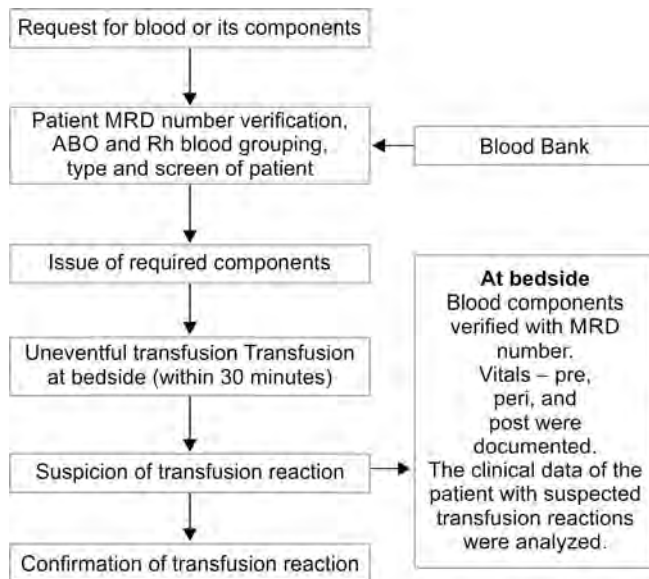 Request for blood or its components
Patient MRD number verification,
ABO and Rh blood grouping,
type and screen of patient
Blood Bank
Issue of required components
Uneventful transfusion Transfusion
at bedside (within 30 minutes)
Suspicion of transfusion reaction
Confirmation of transfusion reaction
At bedside
Blood components
verified with MRD
number.
Vitals – pre,
peri, and
post were
documented.
The clinical data of the
patient with suspected
transfusion reactions
were analyzed.